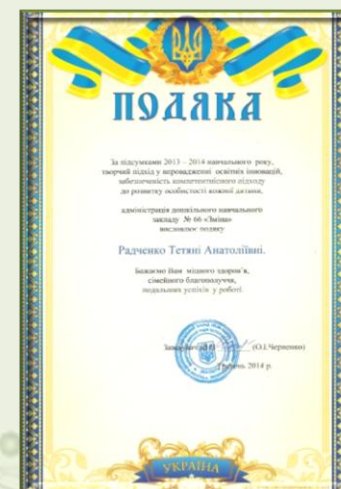 ПОДЯКА
За підсумками 2013 – 2014 навчального року,
творчий підхід у впровадженні освітніх інновацій,
забезпеченість компетентнісного підходу
до розвитку особистості кожної дитини,
адміністрація дошкільного навчального
закладу № 66 «Зміна»
висловлює подяку
Радченко Тетяні Анатоліївні.
Бажаємо Вам міцного здоров`я,
сімейного благополуччя,
подальших успіхів у роботі.
(О.І.Черненко)
2014 р.
УКРАЇНА